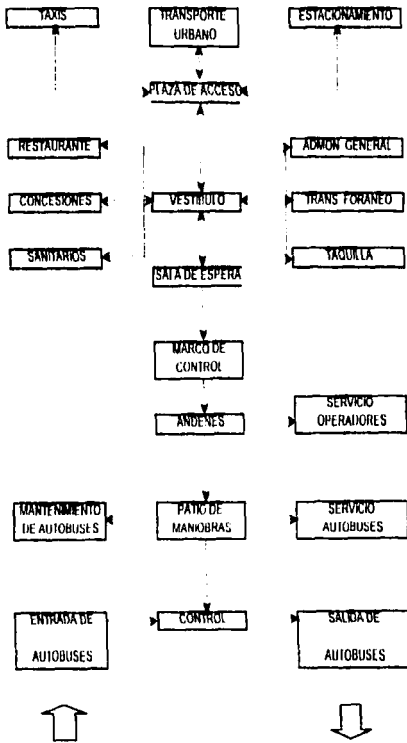 TAXIS
TRANSPORTE
URBANO
ESTACIONAMIENTO
PLAZA DE ACCESO
RESTAURANTE
ADMON GENERAL
CONCESIONES
VESTIBULO
TRANS FORANEO
SANITARIOS
TAQUILLA
SALA DE ESPERA
MARCO DE
CONTROL
ANDENES
SERVICIO
OPERADORES
MANTENIMIENTO
DE AUTOBUSES
PATIO DE
MANIOBRAS
SERVICIO
AUTOBUSES
ENTRADA DE
AUTOBUSES
CONTROL
SALIDA DE
AUTOBUSES